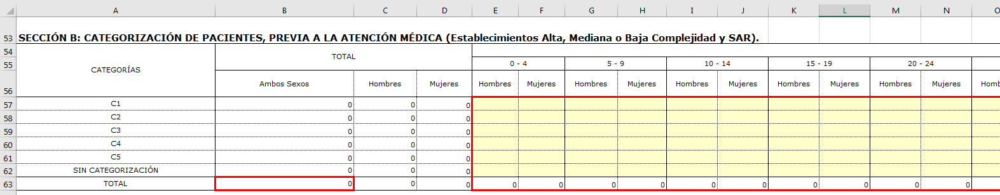 A B C D E F G H I J K L M N O
53 SECCIÓN B: CATEGORIZACIÓN DE PACIENTES, PREVIA A LA ATENCIÓN MÉDICA (Establecimientos Alta, Mediana o Baja Complejidad y SAR).
54
TOTAL
55 0 - 4 5 - 9 10 - 14 15 - 19 20 - 24
CATEGORÍAS
56 Ambos Sexos Hombres Mujeres Hombres Mujeres Hombres Mujeres Hombres Mujeres Hombres Mujeres Hombres Mujeres Homb
57 C1 0 0 0
58 C2 0 0 0
59 C3 0 0 0
60 C4 0 0 0
61 C5 0 0 0
62 SIN CATEGORIZACIÓN 0 0 0
63 TOTAL 0 0 0 0 0 0 0 0 0 0 0 0 0